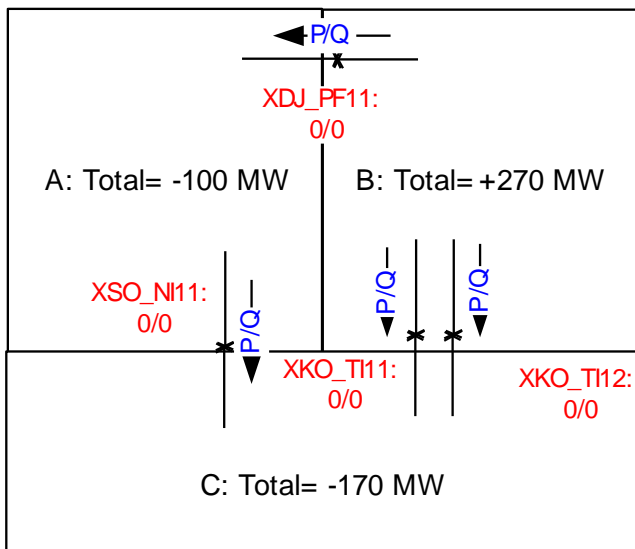 P/Q
XDJ_PF11:
0/0
A: Total= -100 MW
B: Total= +270 MW
XSO_NI11:
0/0
P/Q
P/Q
P/Q
XKO_TI11:
0/0
XKO_TI12:
0/0
C: Total= -170 MW